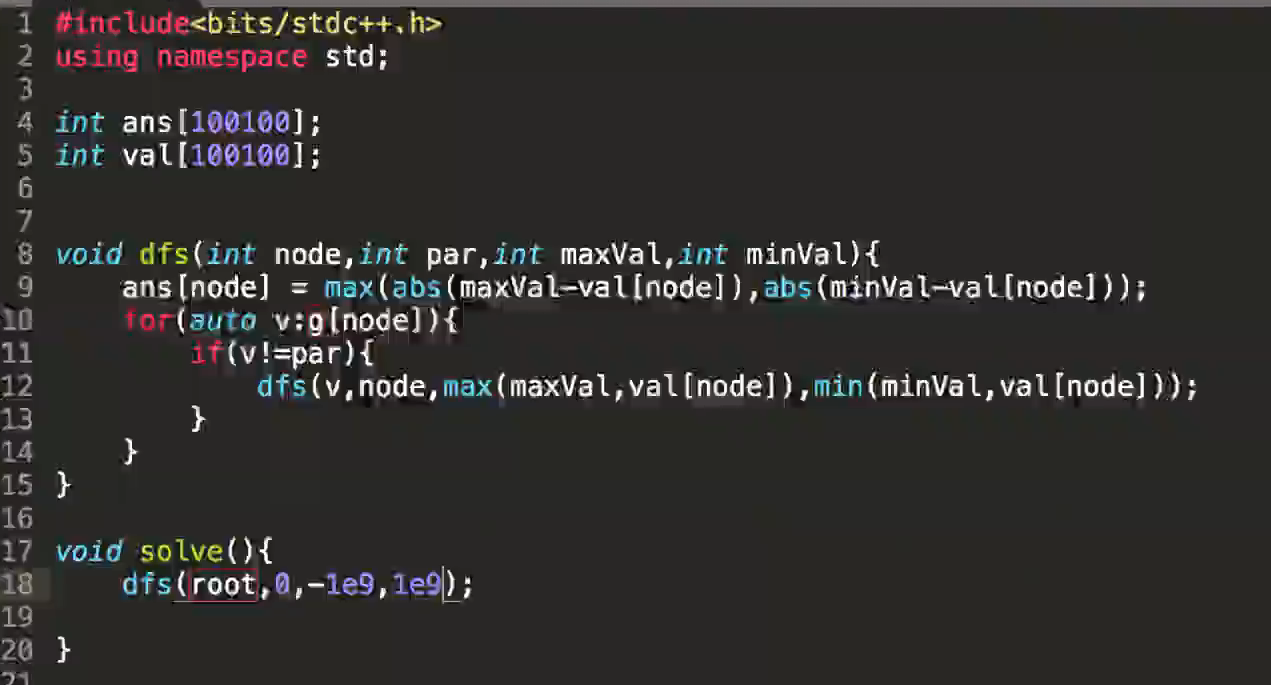 1 #include<bits/stdc++.h>
2 using namespace std;
3
4 int ans[100100];
5 int val[100100];
6
7
8 void dfs(int node,int par,int maxVal,int minVal){
9 ans[node] = max(abs(maxVal-val[node]),abs(minVal-val[node]));
10 for(auto v:g[node]){
11 if(v!=par){
12 dfs(v,node,max(maxVal,val[node]),min(minVal,val[node]));
13 }
14 }
15 }
16
17 void solve(){
18 dfs(root,0,-1e9,1e9);
19
20 }
21